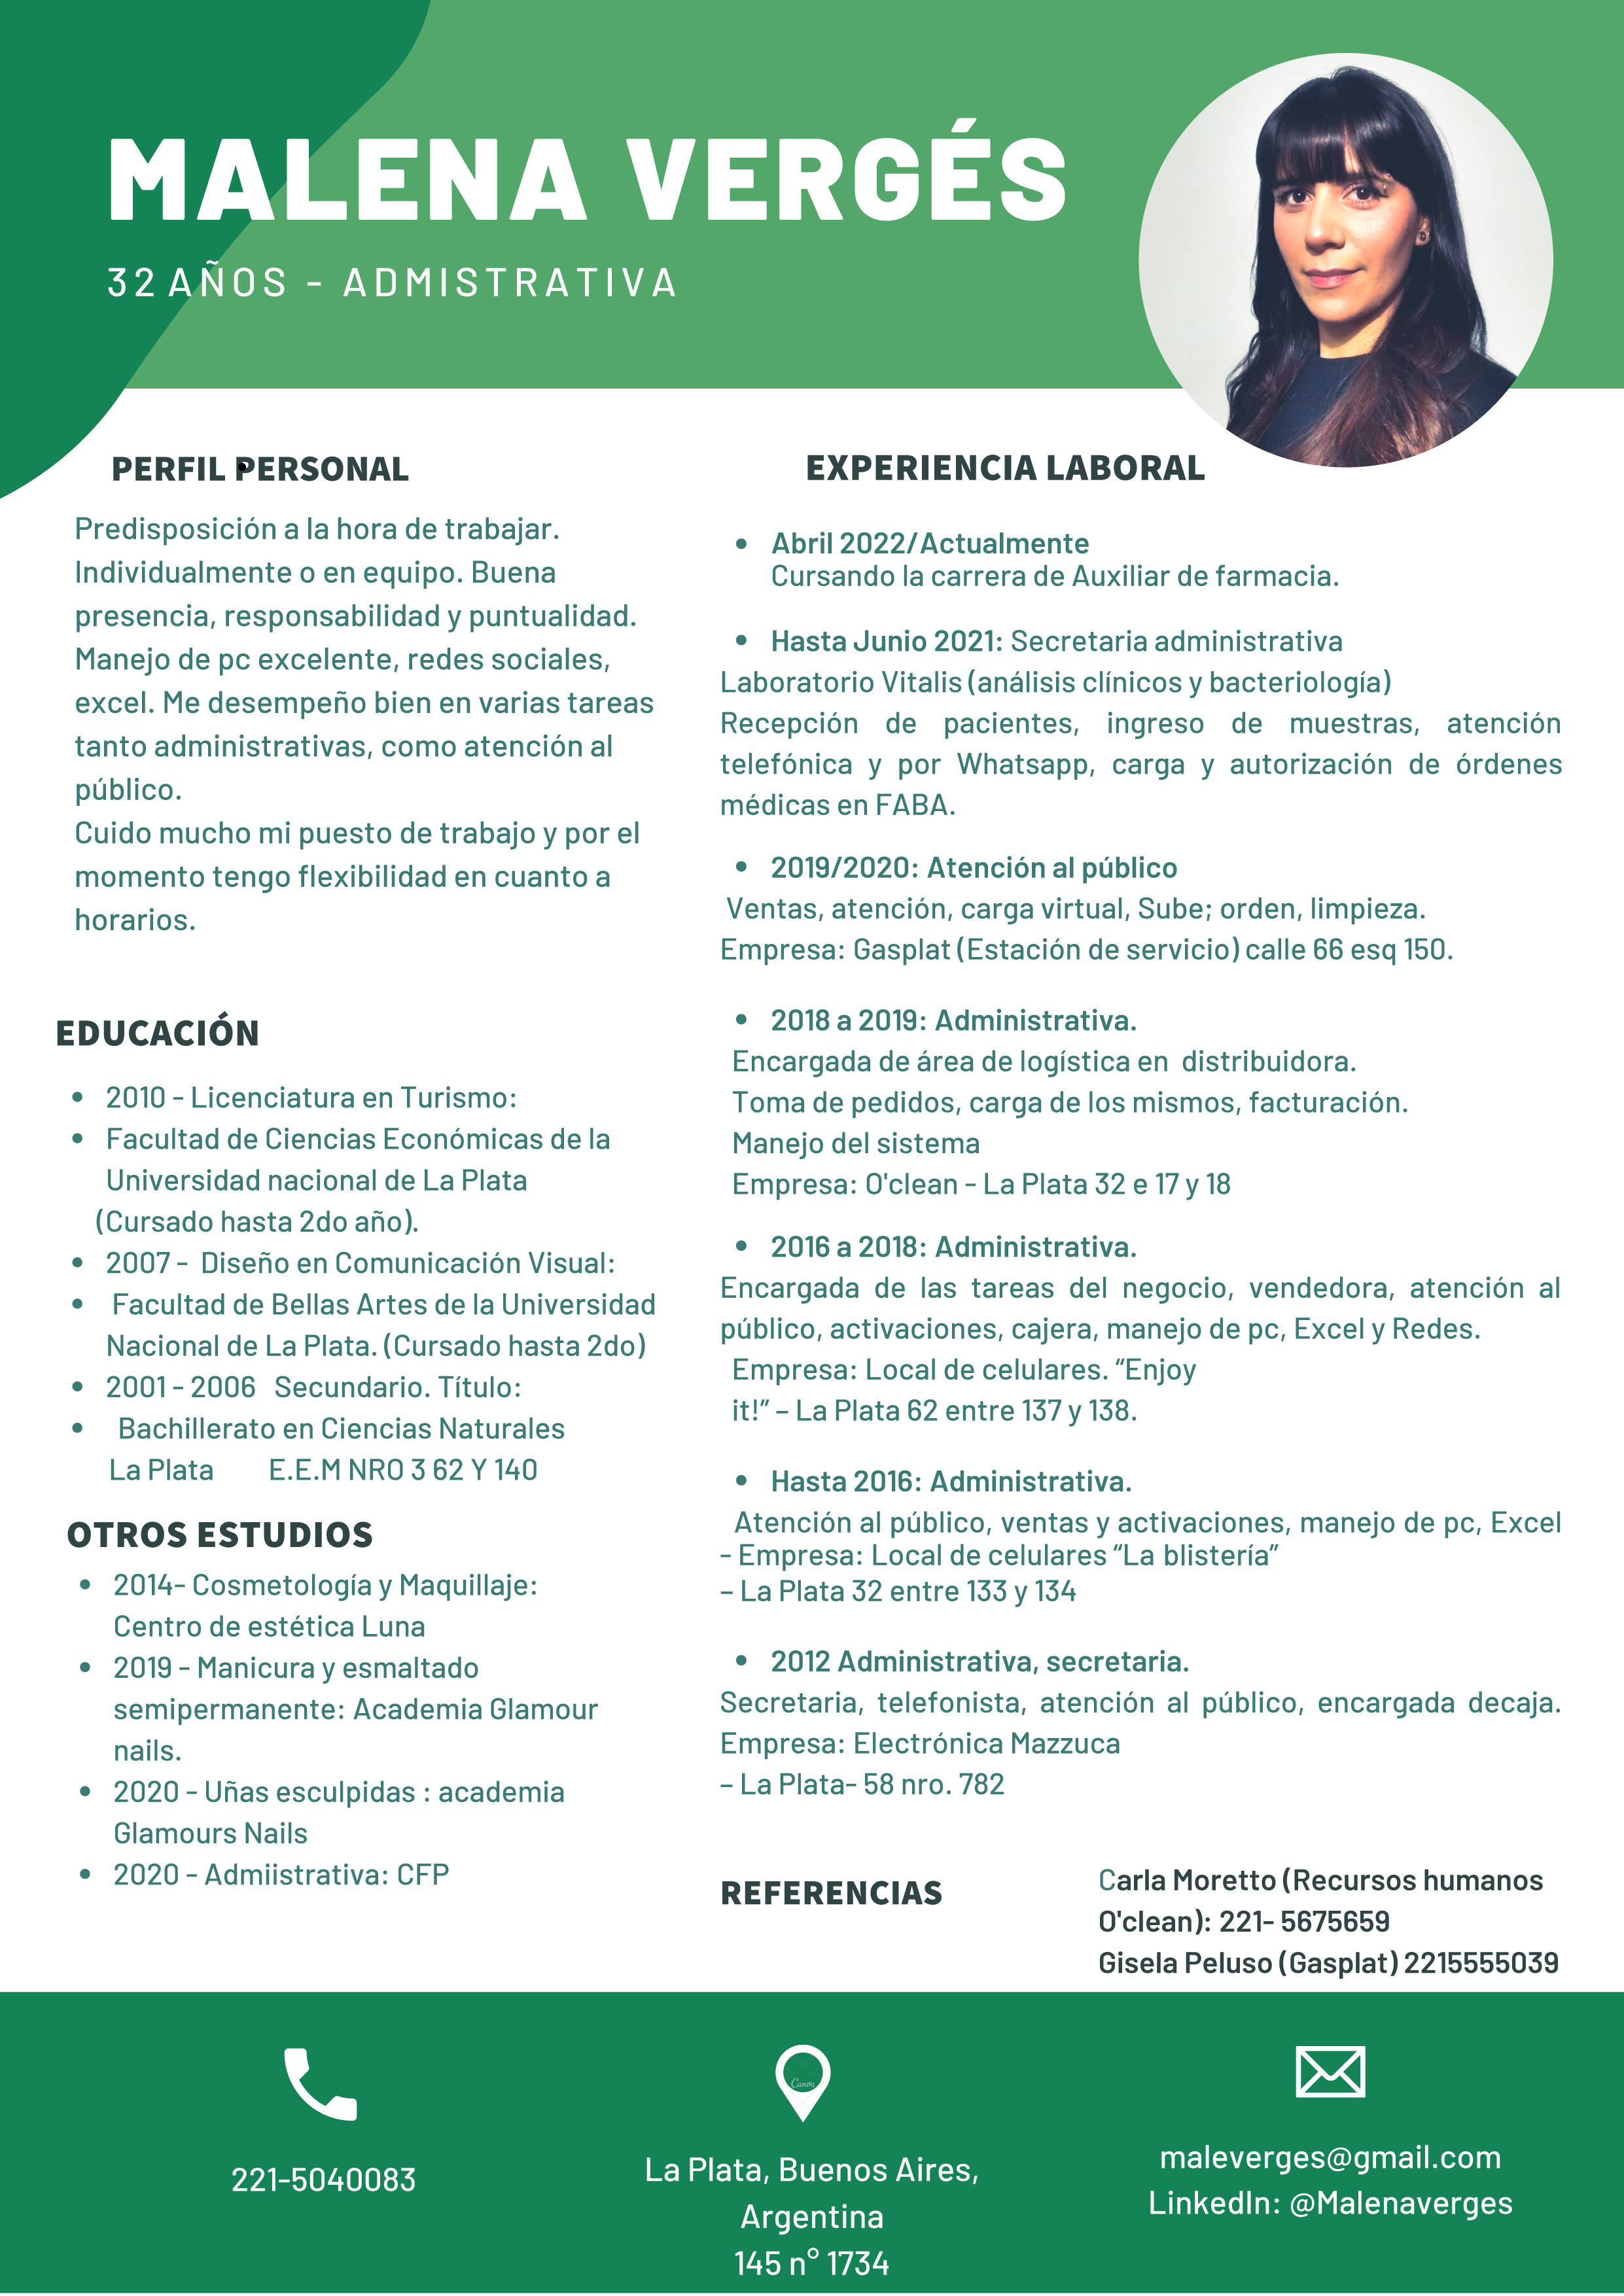 MALENA VERGÉS
32 AÑOS - ADMISTRATIVA
PERFIL PERSONAL
Predisposición a la hora de trabajar.
Individualmente o en equipo. Buena
presencia, responsabilidad y puntualidad.
Manejo de pc excelente, redes sociales,
excel. Me desempeño bien en varias tareas
tanto administrativas, como atención al
público.
Cuido mucho mi puesto de trabajo y por el
momento tengo flexibilidad en cuanto a
horarios.
EDUCACIÓN
• 2010 - Licenciatura en Turismo:
• Facultad de Ciencias Económicas de la
Universidad nacional de La Plata
(Cursado hasta 2do año).
• 2007 - Diseño en Comunicación Visual:
• Facultad de Bellas Artes de la Universidad
Nacional de La Plata. (Cursado hasta 2do)
• 2001 - 2006 Secundario. Título:
• Bachillerato en Ciencias Naturales
La Plata E.E.M NRO 3 62 Y 140
OTROS ESTUDIOS
• 2014- Cosmetología y Maquillaje:
Centro de estética Luna
• 2019 - Manicura y esmaltado
semipermanente: Academia Glamour
nails.
• 2020 - Uñas esculpidas : academia
Glamours Nails
• 2020 - Admiistrativa: CFP
EXPERIENCIA LABORAL
• Abril 2022/Actualmente
Cursando la carrera de Auxiliar de farmacia.
• Hasta Junio 2021: Secretaria administrativa
Laboratorio Vitalis (análisis clínicos y bacteriología)
Recepción de pacientes, ingreso de muestras, atención
telefónica y por Whatsapp, carga y autorización de órdenes
médicas en FABA.
• 2019/2020: Atención al público
Ventas, atención, carga virtual, Sube; orden, limpieza.
Empresa: Gasplat (Estación de servicio) calle 66 esq 150.
• 2018 a 2019: Administrativa.
Encargada de área de logística en distribuidora.
Toma de pedidos, carga de los mismos, facturación.
Manejo del sistema
Empresa: O'clean - La Plata 32 e 17 y 18
• 2016 a 2018: Administrativa.
Encargada de las tareas del negocio, vendedora, atención al
público, activaciones, cajera, manejo de pc, Excel y Redes.
Empresa: Local de celulares. “Enjoy
it!” – La Plata 62 entre 137 y 138.
• Hasta 2016: Administrativa.
Atención al público, ventas y activaciones, manejo de pc, Excel
- Empresa: Local de celulares “La blistería”
– La Plata 32 entre 133 y 134
• 2012 Administrativa, secretaria.
Secretaria, telefonista, atención al público, encargada decaja.
Empresa: Electrónica Mazzuca
– La Plata- 58 nro. 782
REFERENCIAS
Carla Moretto (Recursos humanos
O'clean): 221- 5675659
Gisela Peluso (Gasplat) 2215555039
221-5040083
Canva
La Plata, Buenos Aires,
Argentina
145 n° 1734
maleverges@gmail.com
LinkedIn: @Malenaverges